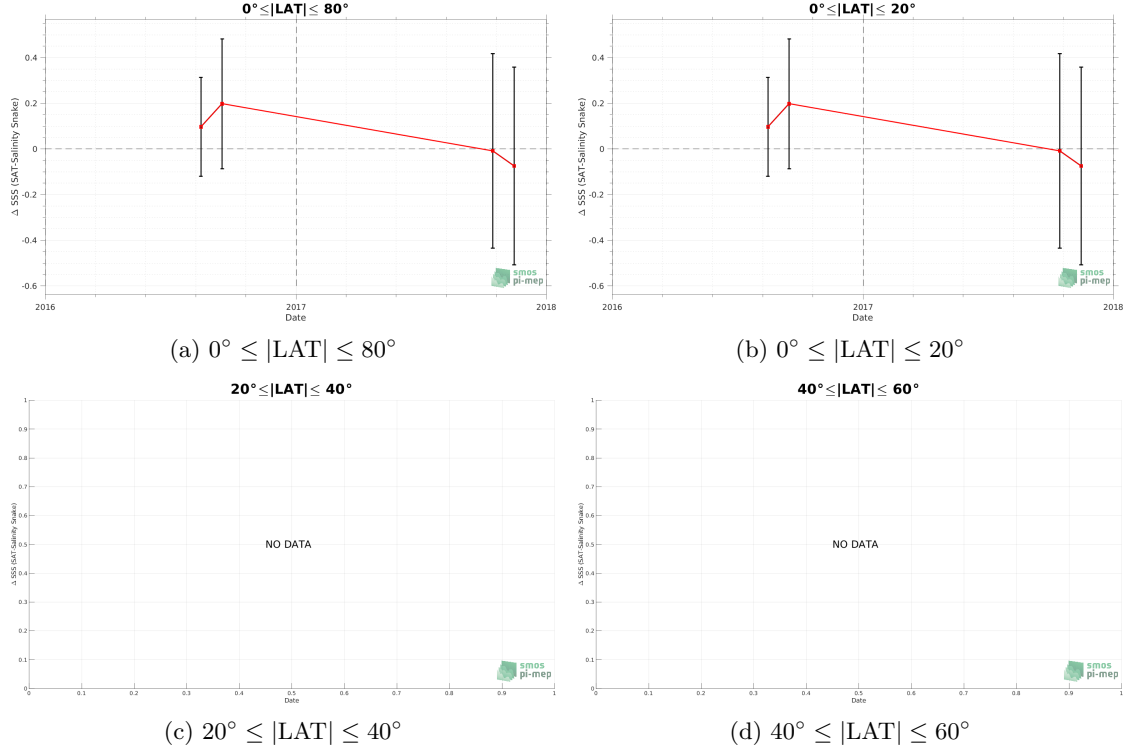 0°≤|LAT|≤ 80°
Δ SSS (SAT-Salinity Snake)
0.4
0.2
0
-0.2
-0.4
-0.6
2016
2017
2018
Date
smos
pi-mep
(a) 0° ≤ |LAT| ≤ 80°
0°≤|LAT|≤ 20°
Δ SSS (SAT-Salinity Snake)
0.4
0.2
0
-0.2
-0.4
-0.6
2016
2017
2018
Date
smos
pi-mep
(b) 0° ≤ |LAT| ≤ 20°
20°≤|LAT|≤ 40°
Δ SSS (SAT-Salinity Snake)
1
0.9
0.8
0.7
0.6
0.5
0.4
0.3
0.2
0.1
0
NO DATA
0 0.1 0.2 0.3 0.4 0.5 0.6 0.7 0.8 0.9 1
Date
smos
pi-mep
(c) 20° ≤ |LAT| ≤ 40°
40°≤|LAT|≤ 60°
Δ SSS (SAT-Salinity Snake)
1
0.9
0.8
0.7
0.6
0.5
0.4
0.3
0.2
0.1
0
NO DATA
0 0.1 0.2 0.3 0.4 0.5 0.6 0.7 0.8 0.9 1
Date
smos
pi-mep
(d) 40° ≤ |LAT| ≤ 60°